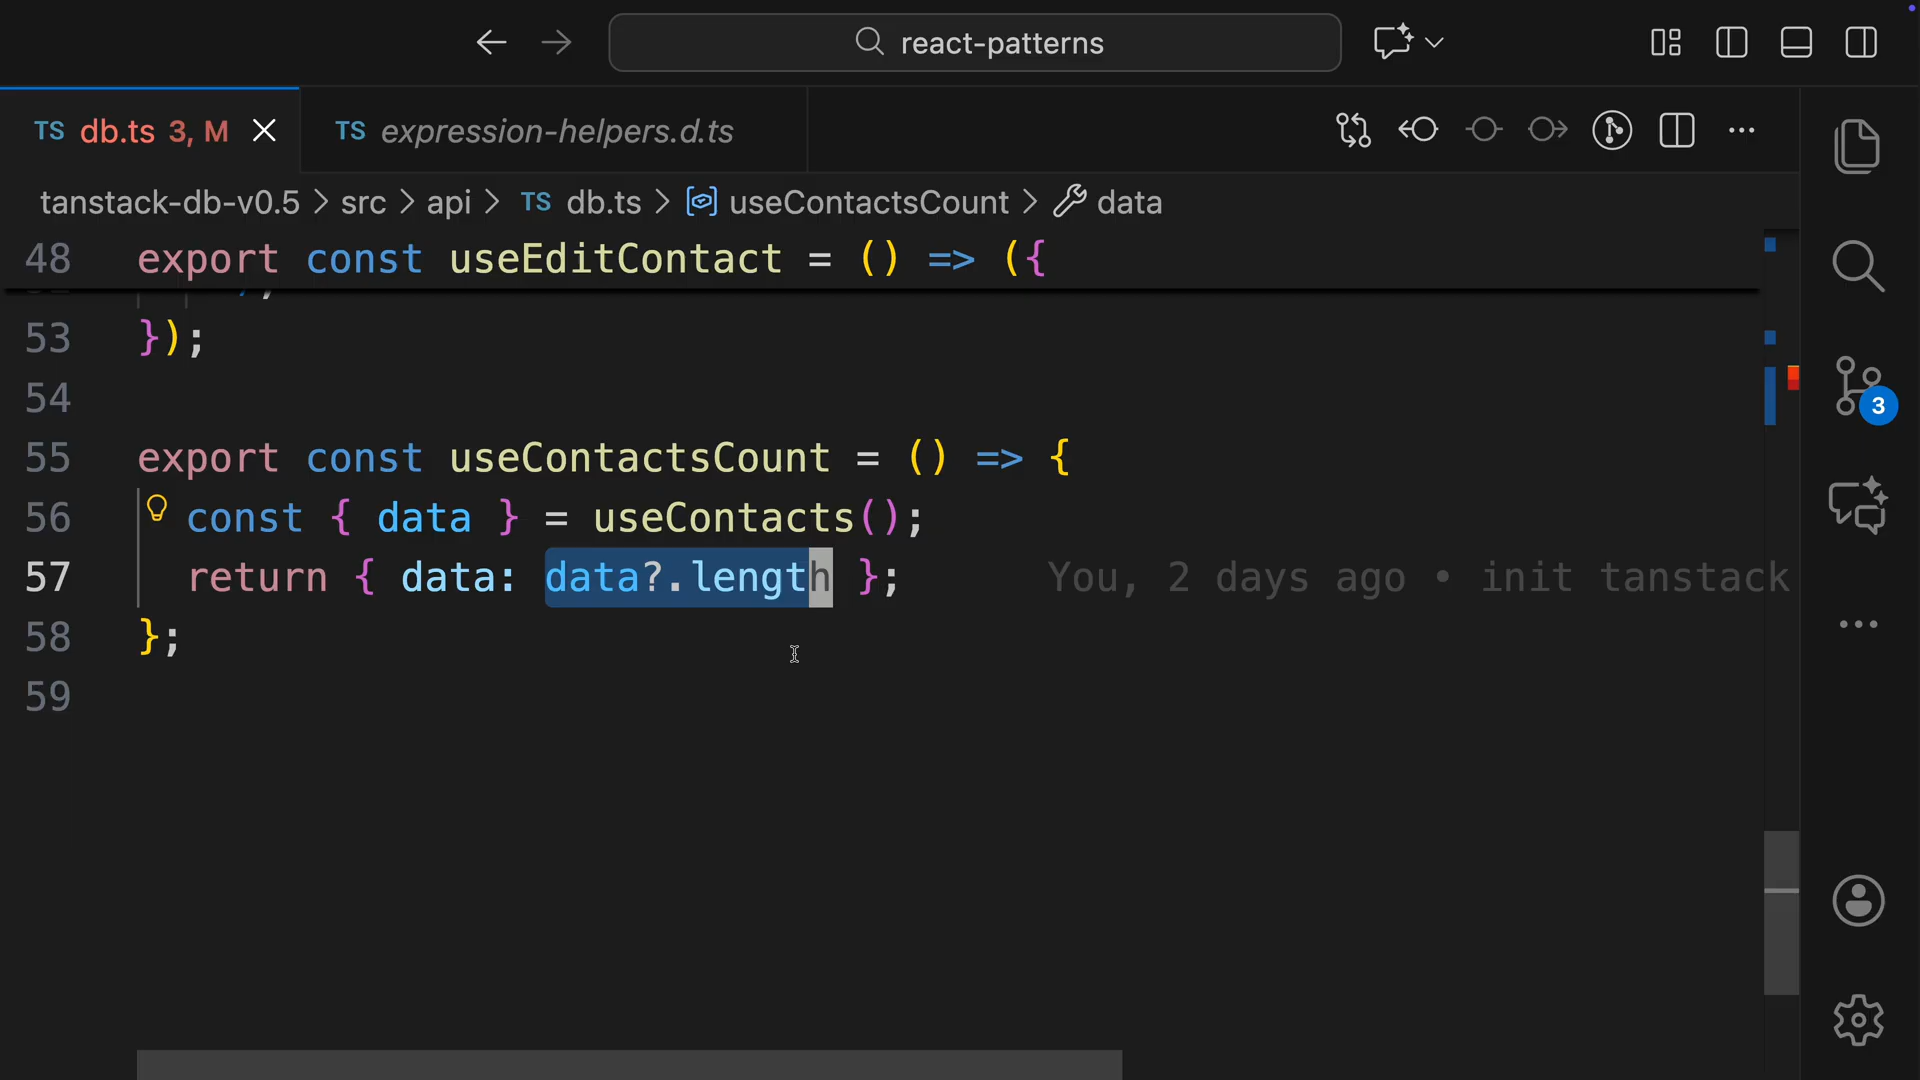 react-patterns
TS db.ts 3, M
TS expression-helpers.d.ts
tanstack-db-v0.5 > src > api > TS db.ts > useContactsCount > data
48 export const useEditContact = () => ({
53 });
54
55 export const useContactsCount = () => {
56 const { data } = useContacts();
57 return { data: data?.length }; You, 2 days ago • init tanstack
58 };
59
3